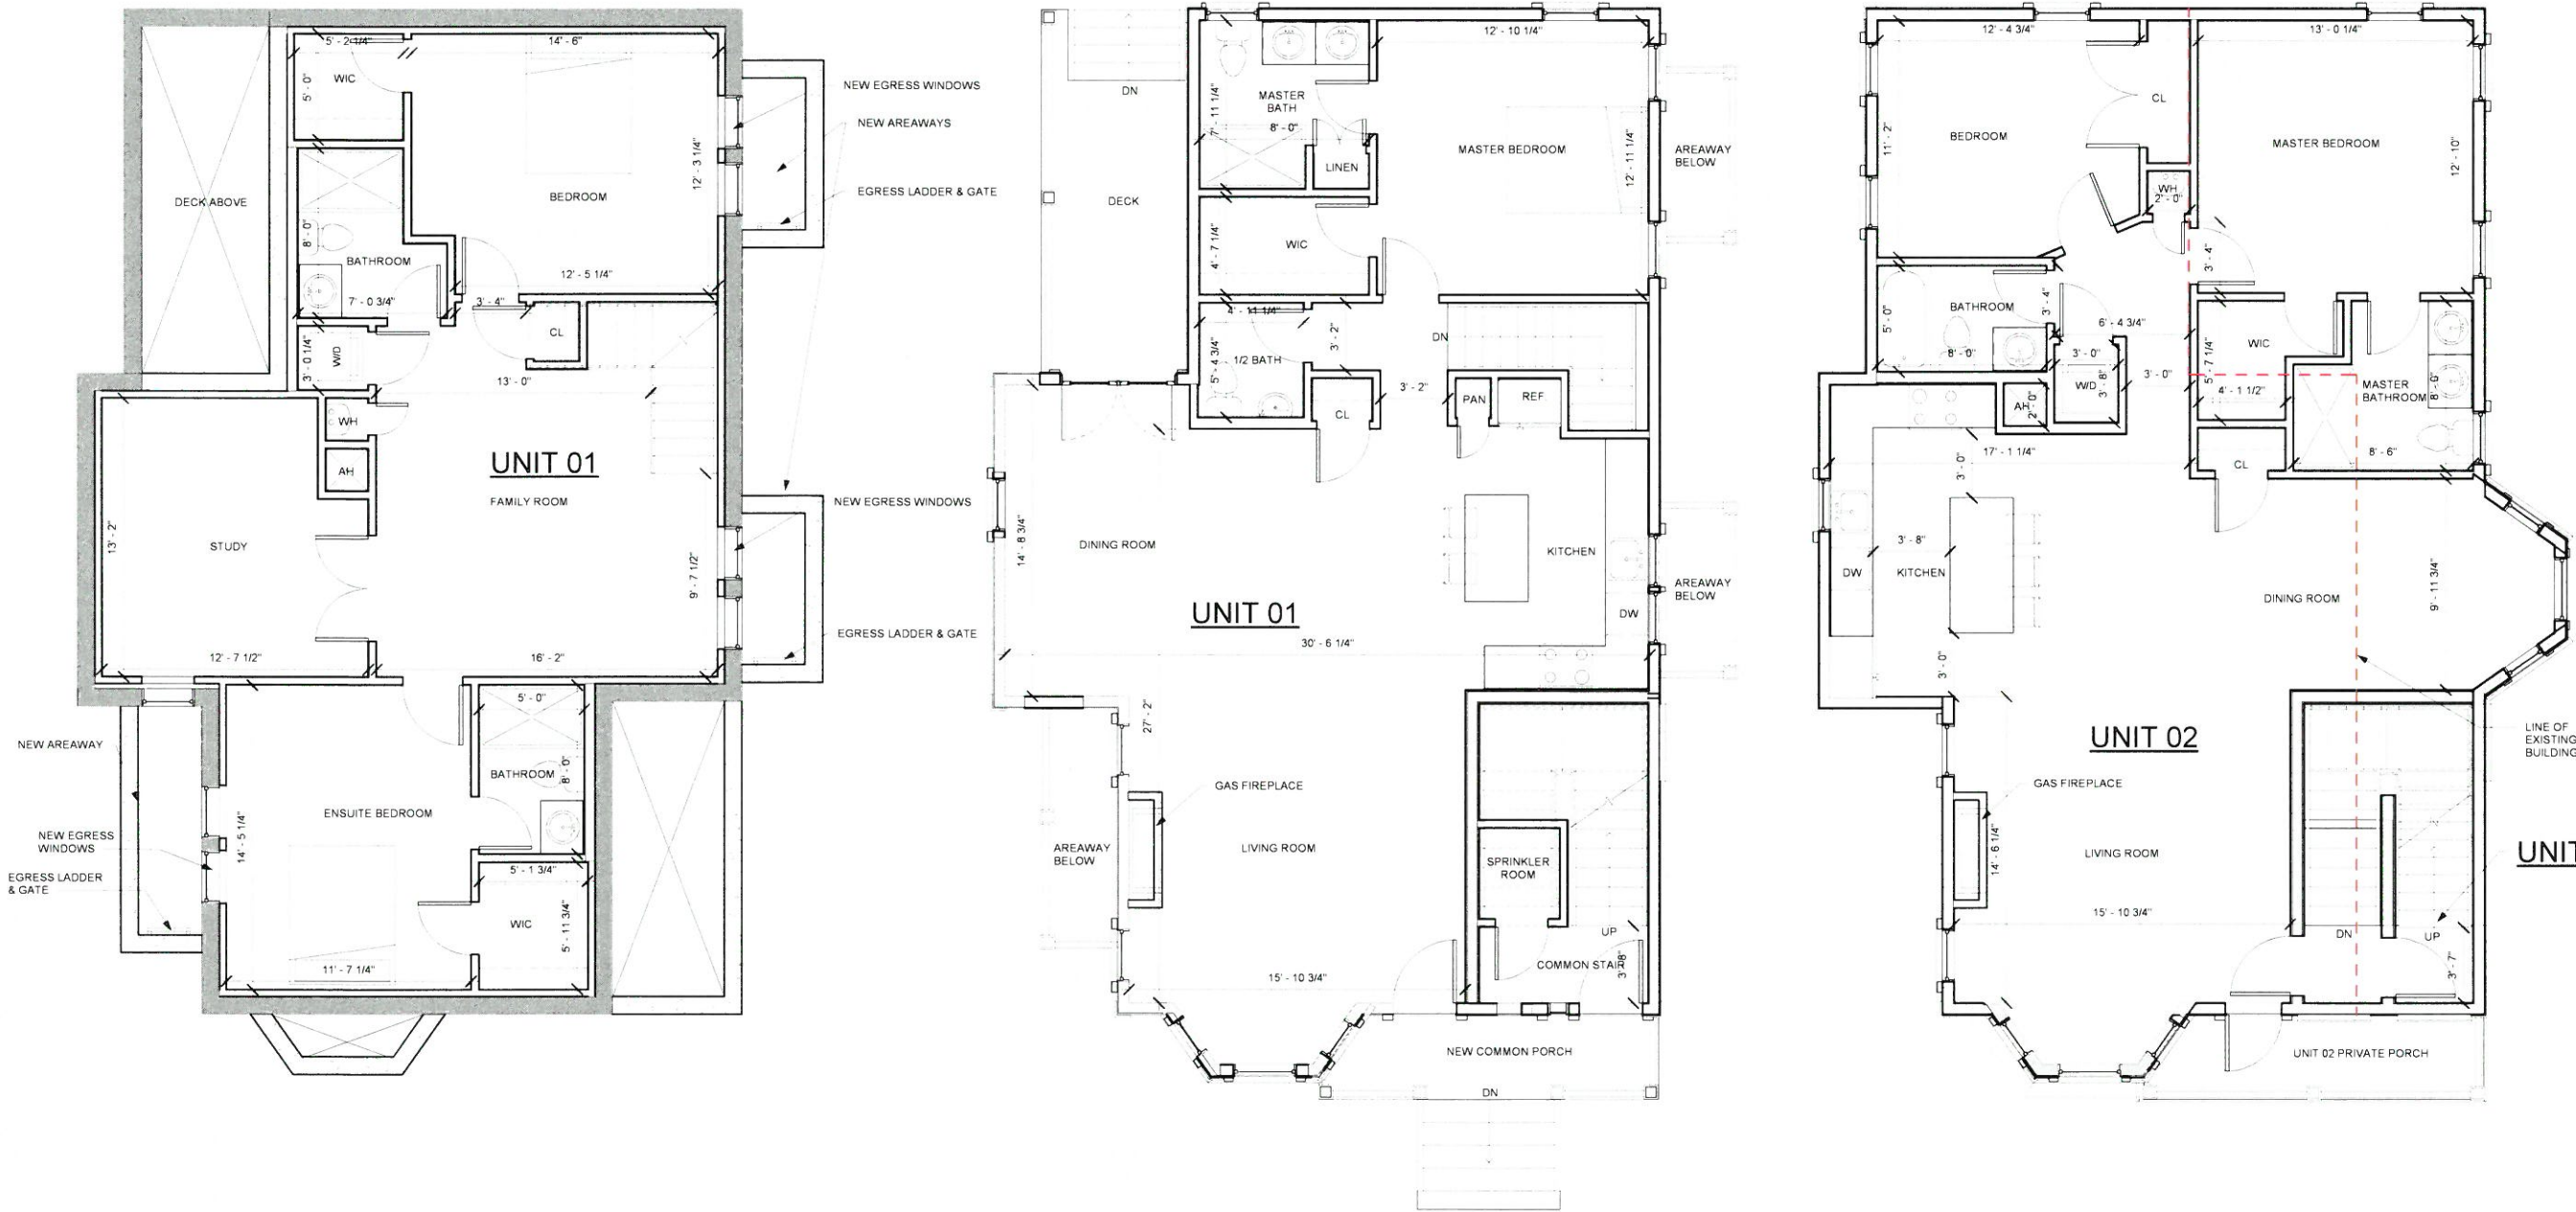 5' - 2 1/4"
14' - 6"
WIC
5' - 0"
NEW EGRESS WINDOWS
NEW AREAWAYS
12' - 3 1/4"
EGRESS LADDER & GATE
DECK ABOVE
BEDROOM
8' - 0"
BATHROOM
12' - 5 1/4"
7' - 0 3/4"
3' - 4"
CL
W/D
3' - 0 1/4"
13' - 0"
WH
AH
UNIT 01
FAMILY ROOM
NEW EGRESS WINDOWS
13' - 2"
STUDY
9' - 7 1/2"
EGRESS LADDER & GATE
12' - 7 1/2"
16' - 2"
5' - 0"
NEW AREAWAY
BATHROOM
8' - 0"
ENSUITE BEDROOM
14' - 5 1/4"
NEW EGRESS
WINDOWS
EGRESS LADDER
& GATE
5' - 1 3/4"
WIC
5' - 11 3/4"
11' - 7 1/4"
12' - 10 1/4"
DN
MASTER
BATH
7' - 11 1/4"
8' - 0"
LINEN
MASTER BEDROOM
12' - 11 1/4"
AREAWAY
BELOW
DECK
WIC
4' - 7 1/4"
4' - 11 1/4"
3' - 2"
DN
1/2 BATH
5' - 4 3/4"
CL
3' - 2"
PAN
REF
14' - 8 3/4"
DINING ROOM
KITCHEN
AREAWAY
BELOW
DW
UNIT 01
30' - 6 1/4"
27' - 2"
GAS FIREPLACE
AREAWAY
BELOW
LIVING ROOM
SPRINKLER
ROOM
UP
COMMON STAIR
3' - 8"
15' - 10 3/4"
NEW COMMON PORCH
DN
12' - 4 3/4"
13' - 0 1/4"
CL
BEDROOM
11' - 2"
MASTER BEDROOM
12' - 10"
WH
2' - 0"
3' - 4"
BATHROOM
5' - 0"
3' - 4"
6' - 4 3/4"
8' - 0"
3' - 0"
W/D
3' - 8"
3' - 0"
WIC
5' - 7 1/4"
4' - 1 1/2"
MASTER
BATHROOM
8' - 6"
8' - 6"
AH
2' - 0"
17' - 1 1/4"
3' - 0"
CL
3' - 8"
DW
KITCHEN
DINING ROOM
9' - 11 3/4"
3' - 0"
UNIT 02
LINE OF
EXISTING
BUILDING
GAS FIREPLACE
14' - 6 1/4"
LIVING ROOM
UNIT
15' - 10 3/4"
DN
UP
3' - 7"
UNIT 02 PRIVATE PORCH